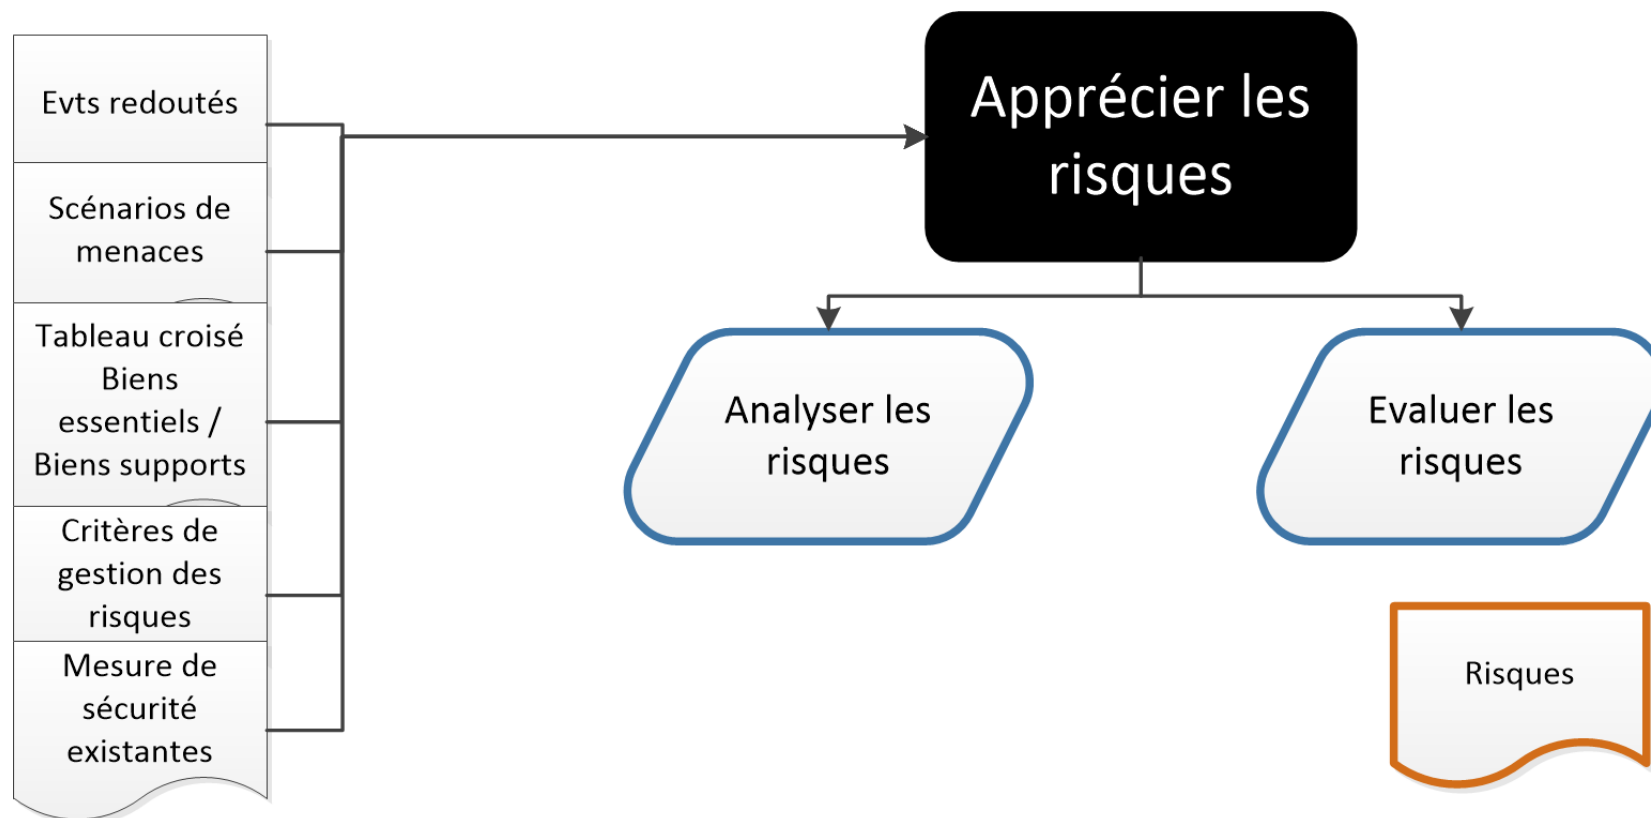 Evts redoutés
Scénarios de
menaces
Tableau croisé
Biens
essentiels /
Biens supports
Critères de
gestion des
risques
Mesure de
sécurité
existantes
Apprécier les
risques
Analyser les
risques
Evaluer les
risques
Risques